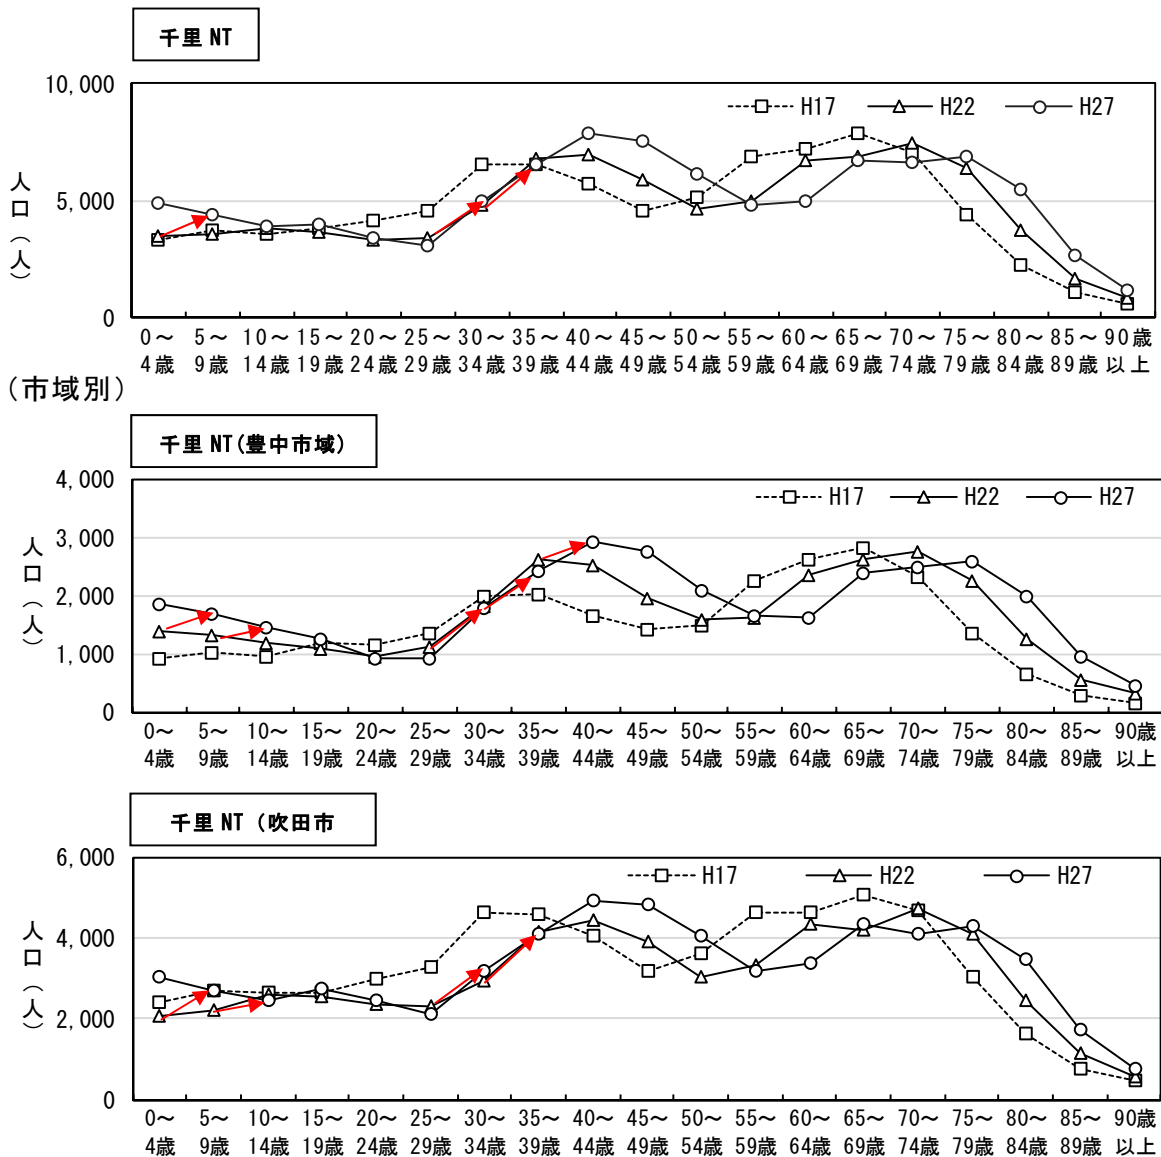 千里 NT
10,000
5,000
0
人口（人）
H17 H22 H27
0～ 5～ 10～ 15～ 20～ 25～ 30～ 35～ 40～ 45～ 50～ 55～ 60～ 65～ 70～ 75～ 80～ 85～ 90歳
4歳 9歳 14歳 19歳 24歳 29歳 34歳 39歳 44歳 49歳 54歳 59歳 64歳 69歳 74歳 79歳 84歳 89歳 以上
（市域別）
千里 NT(豊中市域)
4,000
3,000
2,000
1,000
0
人口（人）
H17 H22 H27
0～ 5～ 10～ 15～ 20～ 25～ 30～ 35～ 40～ 45～ 50～ 55～ 60～ 65～ 70～ 75～ 80～ 85～ 90歳
4歳 9歳 14歳 19歳 24歳 29歳 34歳 39歳 44歳 49歳 54歳 59歳 64歳 69歳 74歳 79歳 84歳 89歳 以上
千里 NT（吹田市
6,000
4,000
2,000
0
人口（人）
H17 H22 H27
0～ 5～ 10～ 15～ 20～ 25～ 30～ 35～ 40～ 45～ 50～ 55～ 60～ 65～ 70～ 75～ 80～ 85～ 90歳
4歳 9歳 14歳 19歳 24歳 29歳 34歳 39歳 44歳 49歳 54歳 59歳 64歳 69歳 74歳 79歳 84歳 89歳 以上